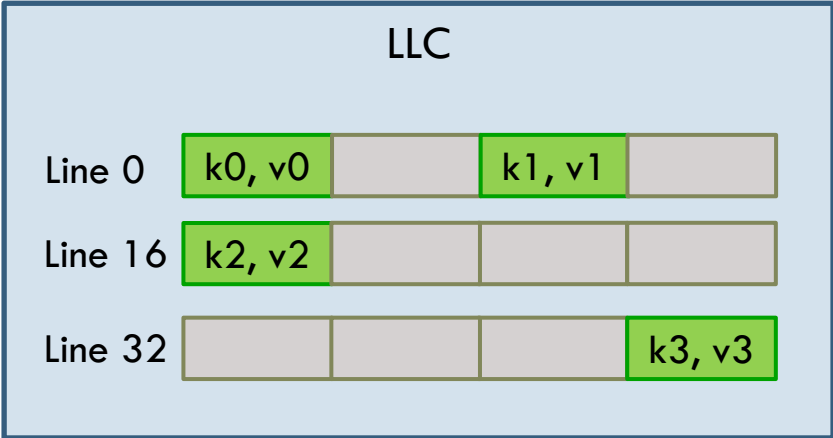 LLC
Line 0 k0, v0 k1, v1
Line 16 k2, v2
Line 32 k3, v3